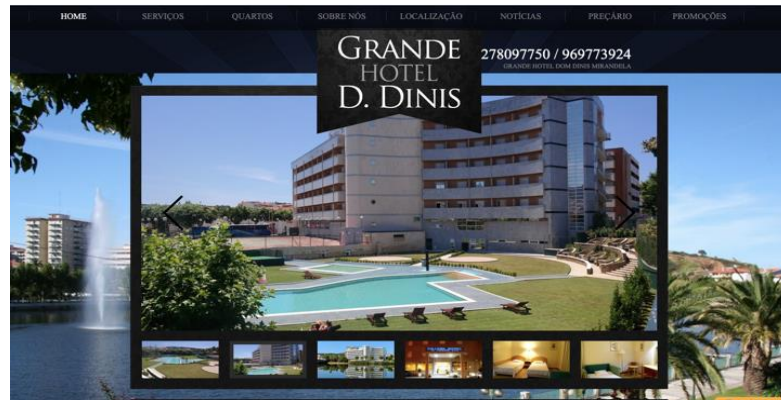 HOME SERVIÇOS QUARTOS SOBRE NÓS LOCALIZAÇÃO NOTÍCIAS PREÇÁRIO PROMOÇÕES
GRANDE
HOTEL
D. DINIS
278097750 / 969773924
GRANDE HOTEL DOM DINIS MIRANDELA